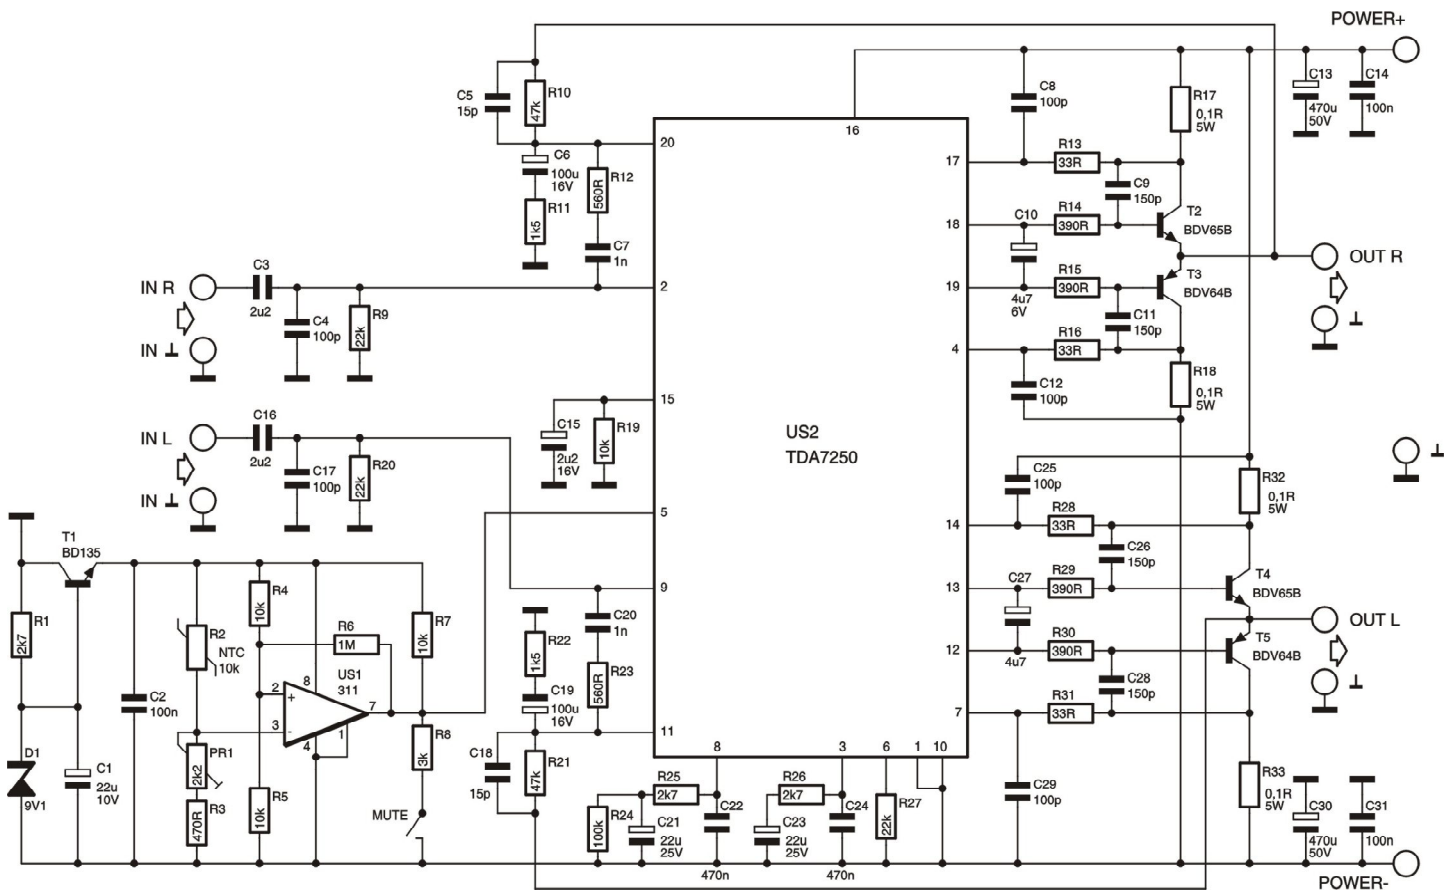 POWER+
C5
15p
R10
47k
20
16
C8
100p
R17
0,1R
5W
C13
470u
50V
C14
100n
C6
100u
16V
R12
560R
17
R13
33R
C9
150p
R11
1k5
C7
1n
18
C10
R14
390R
T2
BDV65B
IN R
C3
2u2
2
19
4u7
6V
R15
390R
T3
BDV64B
OUT R
C4
100p
R9
22k
C11
150p
⊥
IN ⊥
4
R16
33R
C12
100p
R18
0,1R
5W
15
C15
2u2
16V
R19
10k
US2
TDA7250
IN L
C16
2u2
C17
100p
R20
22k
⊥
C25
100p
R32
0,1R
5W
IN ⊥
5
14
R28
33R
C26
150p
T1
BD135
9
13
C27
4u7
R29
390R
T4
BDV65B
R1
2k7
R4
10k
R7
10k
C20
1n
OUT L
R2
NTC
10k
R6
1M
R22
1k5
R23
560R
12
R30
390R
T5
BDV64B
C2
100n
2
+
8
US1
311
7
3
-
4
1
C19
100u
16V
C28
150p
⊥
7
R31
33R
11
D1
9V1
C1
22u
10V
PR1
2k2
R8
3k
C18
15p
R21
47k
8
3
6
1
10
R3
470R
R5
10k
MUTE
R25
2k7
R26
2k7
R24
100k
C21
22u
25V
C22
470n
C23
22u
25V
C24
470n
R27
22k
C29
100p
R33
0,1R
5W
C30
470u
50V
C31
100n
POWER-